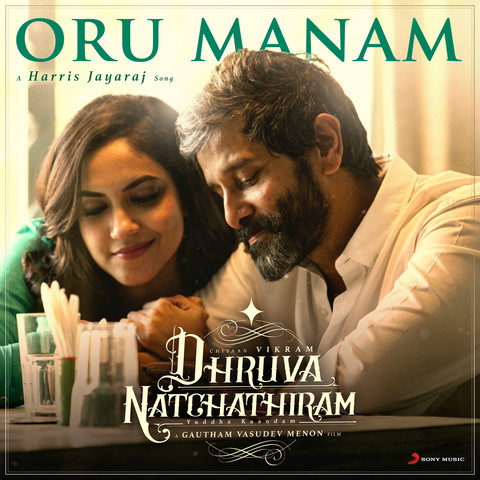 ORU MANAM
A Harris Jayaraj Song
CHIYAAN VIKRAM
DHRUVA
NATCHATHIRAM
Yuddha Kaandam
A GAUTHAM VASUDEV MENON FILM
SONY MUSIC